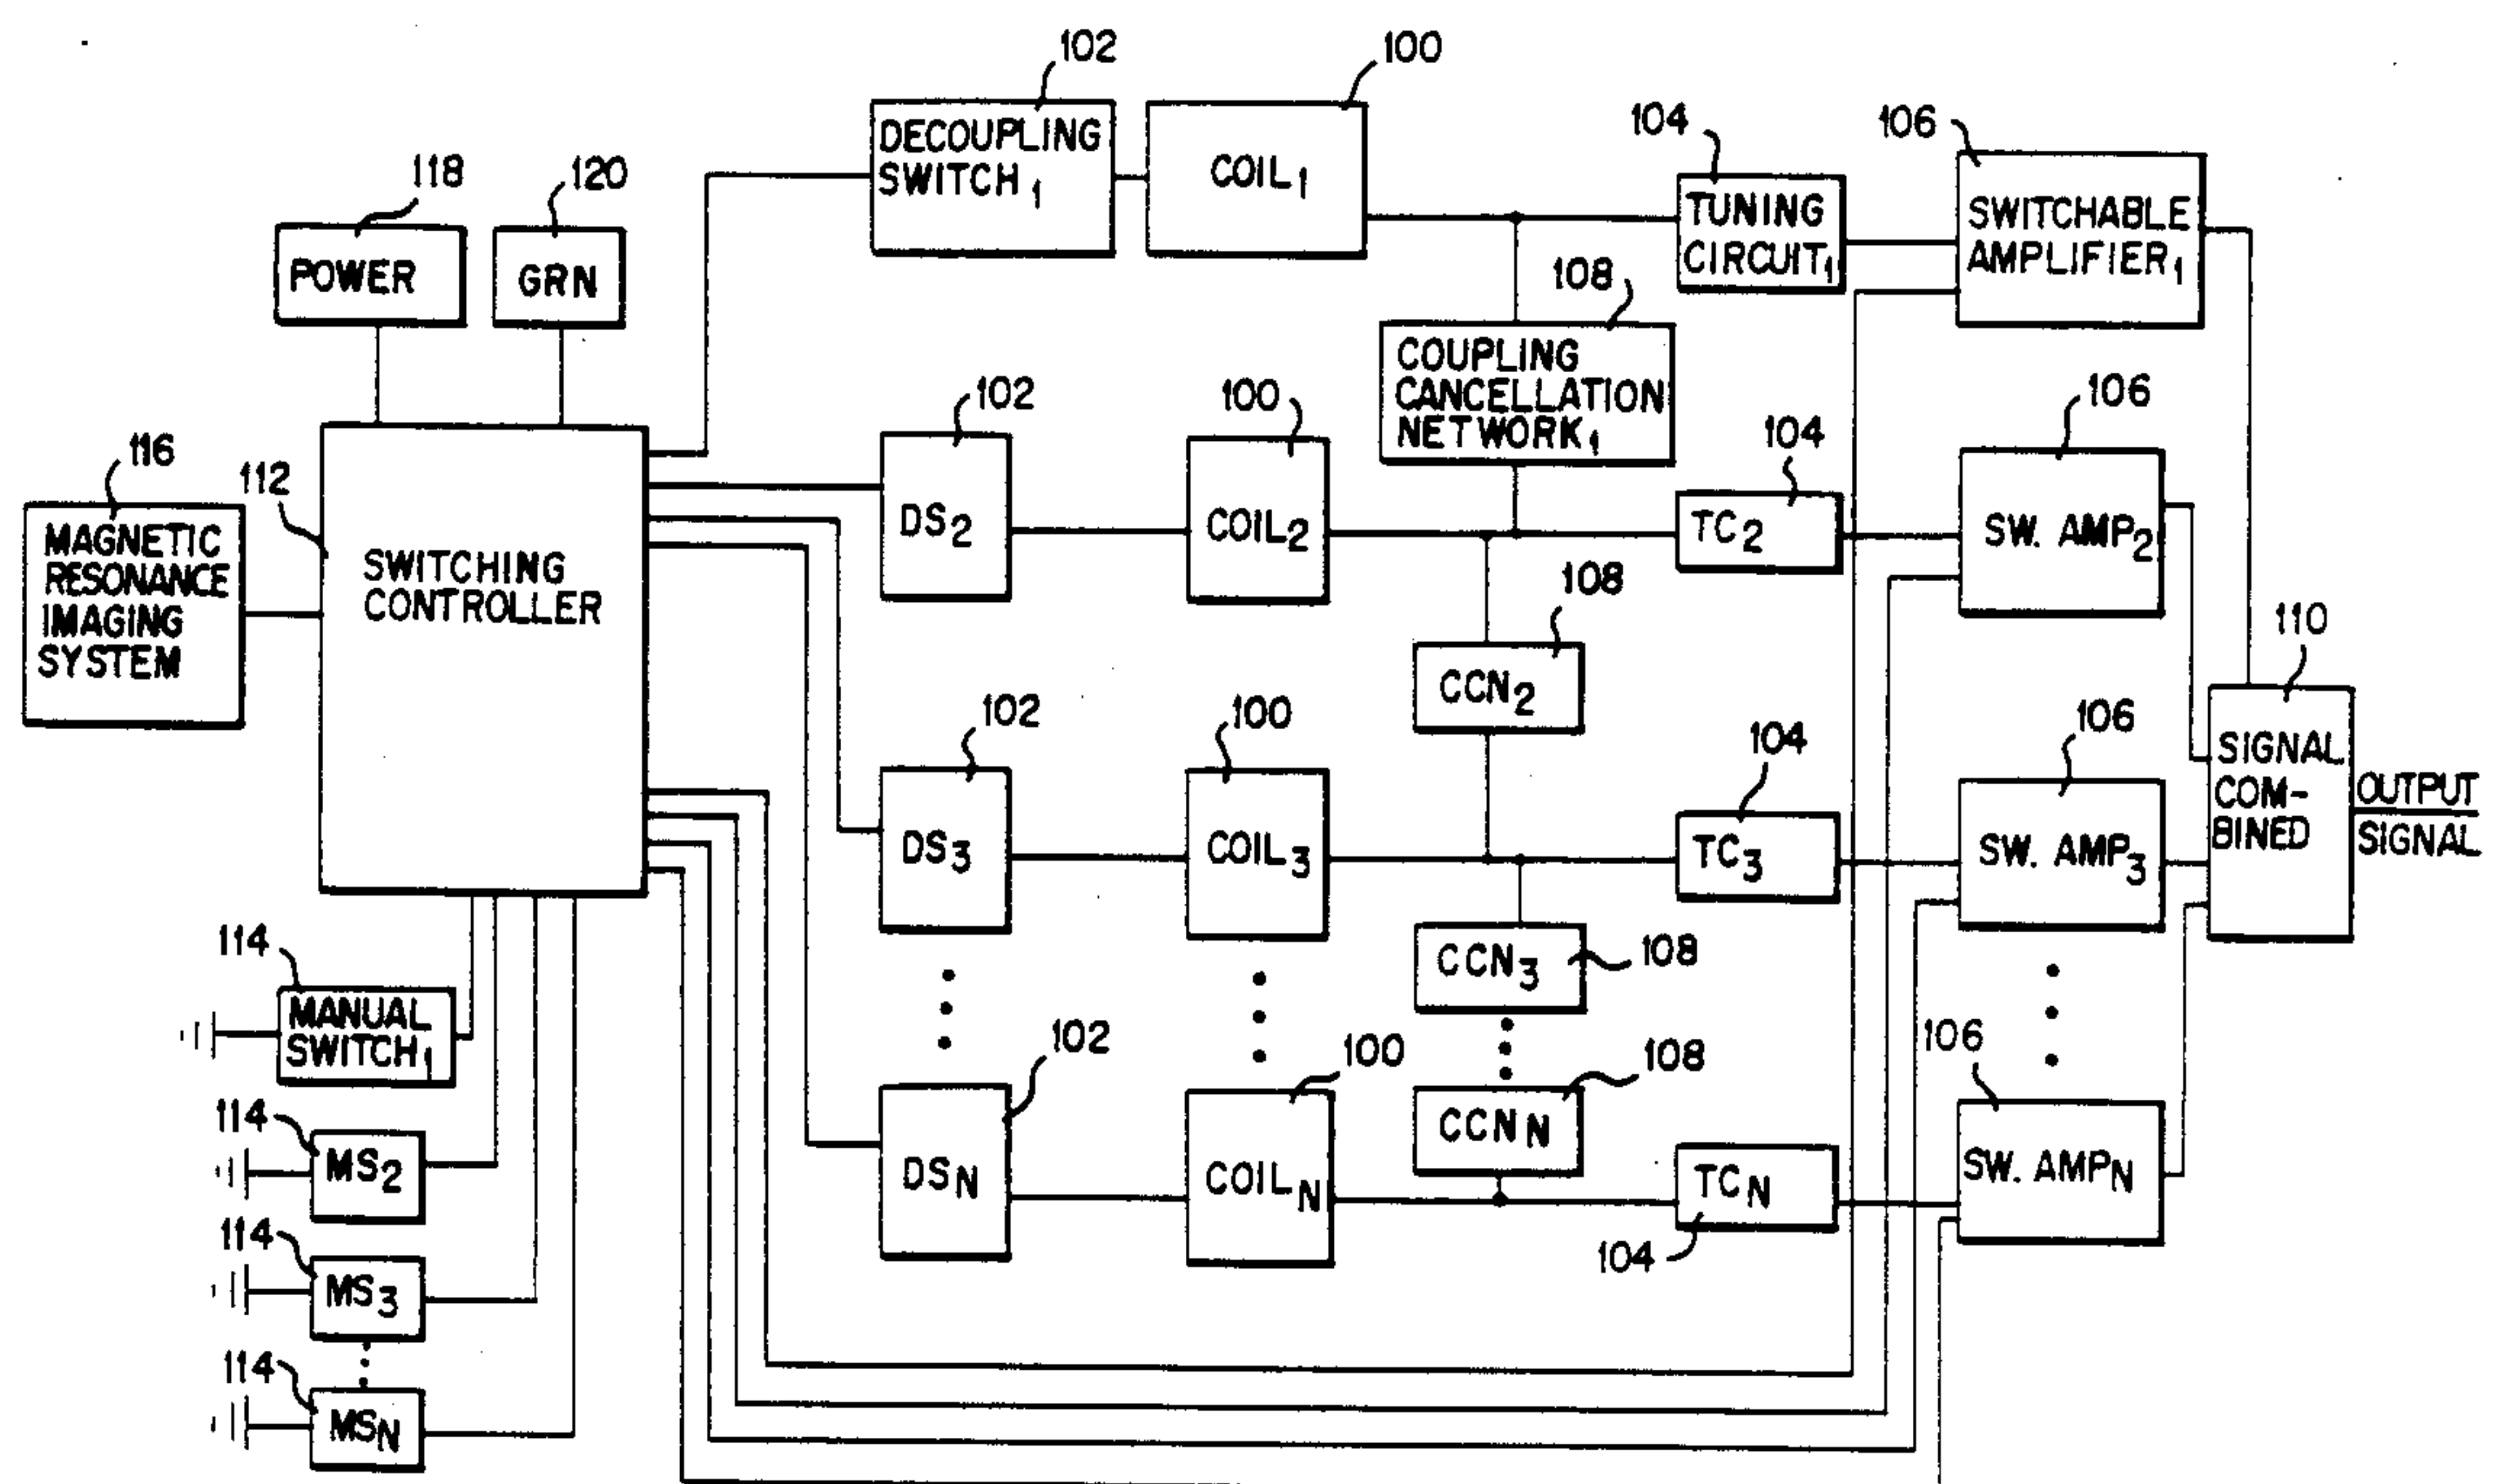 102
100
DECOUPLING
SWITCH1
COIL1
104
TUNING
CIRCUIT1
106
SWITCHABLE
AMPLIFIER1
118
POWER
120
GRN
108
COUPLING
CANCELLATION
NETWORK1
116
MAGNETIC
RESONANCE
IMAGING
SYSTEM
112
SWITCHING
CONTROLLER
102
DS2
100
COIL2
104
TC2
106
SW. AMP2
108
CCN2
110
SIGNAL
COM-
BINED
OUTPUT
SIGNAL
102
DS3
100
COIL3
104
TC3
106
SW. AMP3
CCN3
108
114
MANUAL
SWITCH1
102
DSN
100
COILN
108
CCNN
TCN
104
106
SW. AMPN
114
MS2
114
MS3
114
MSN